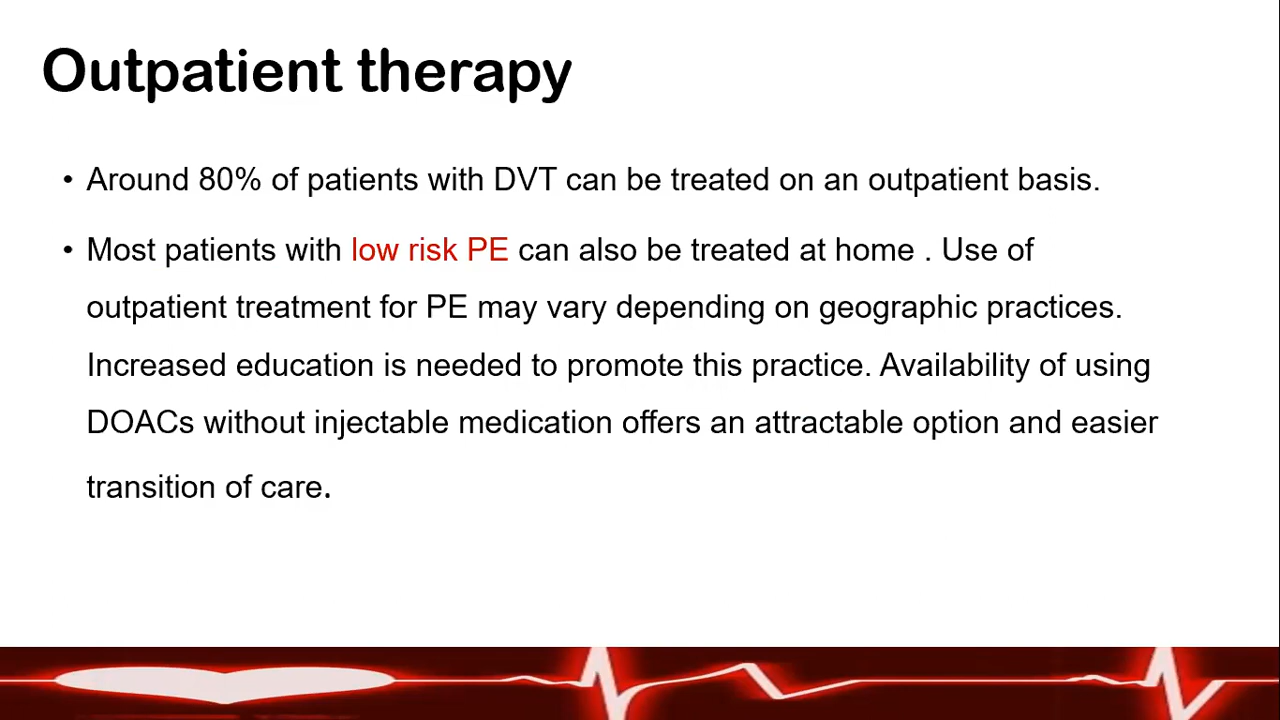 Outpatient therapy
• Around 80% of patients with DVT can be treated on an outpatient basis.
• Most patients with low risk PE can also be treated at home . Use of
outpatient treatment for PE may vary depending on geographic practices.
Increased education is needed to promote this practice. Availability of using
DOACs without injectable medication offers an attractable option and easier
transition of care.